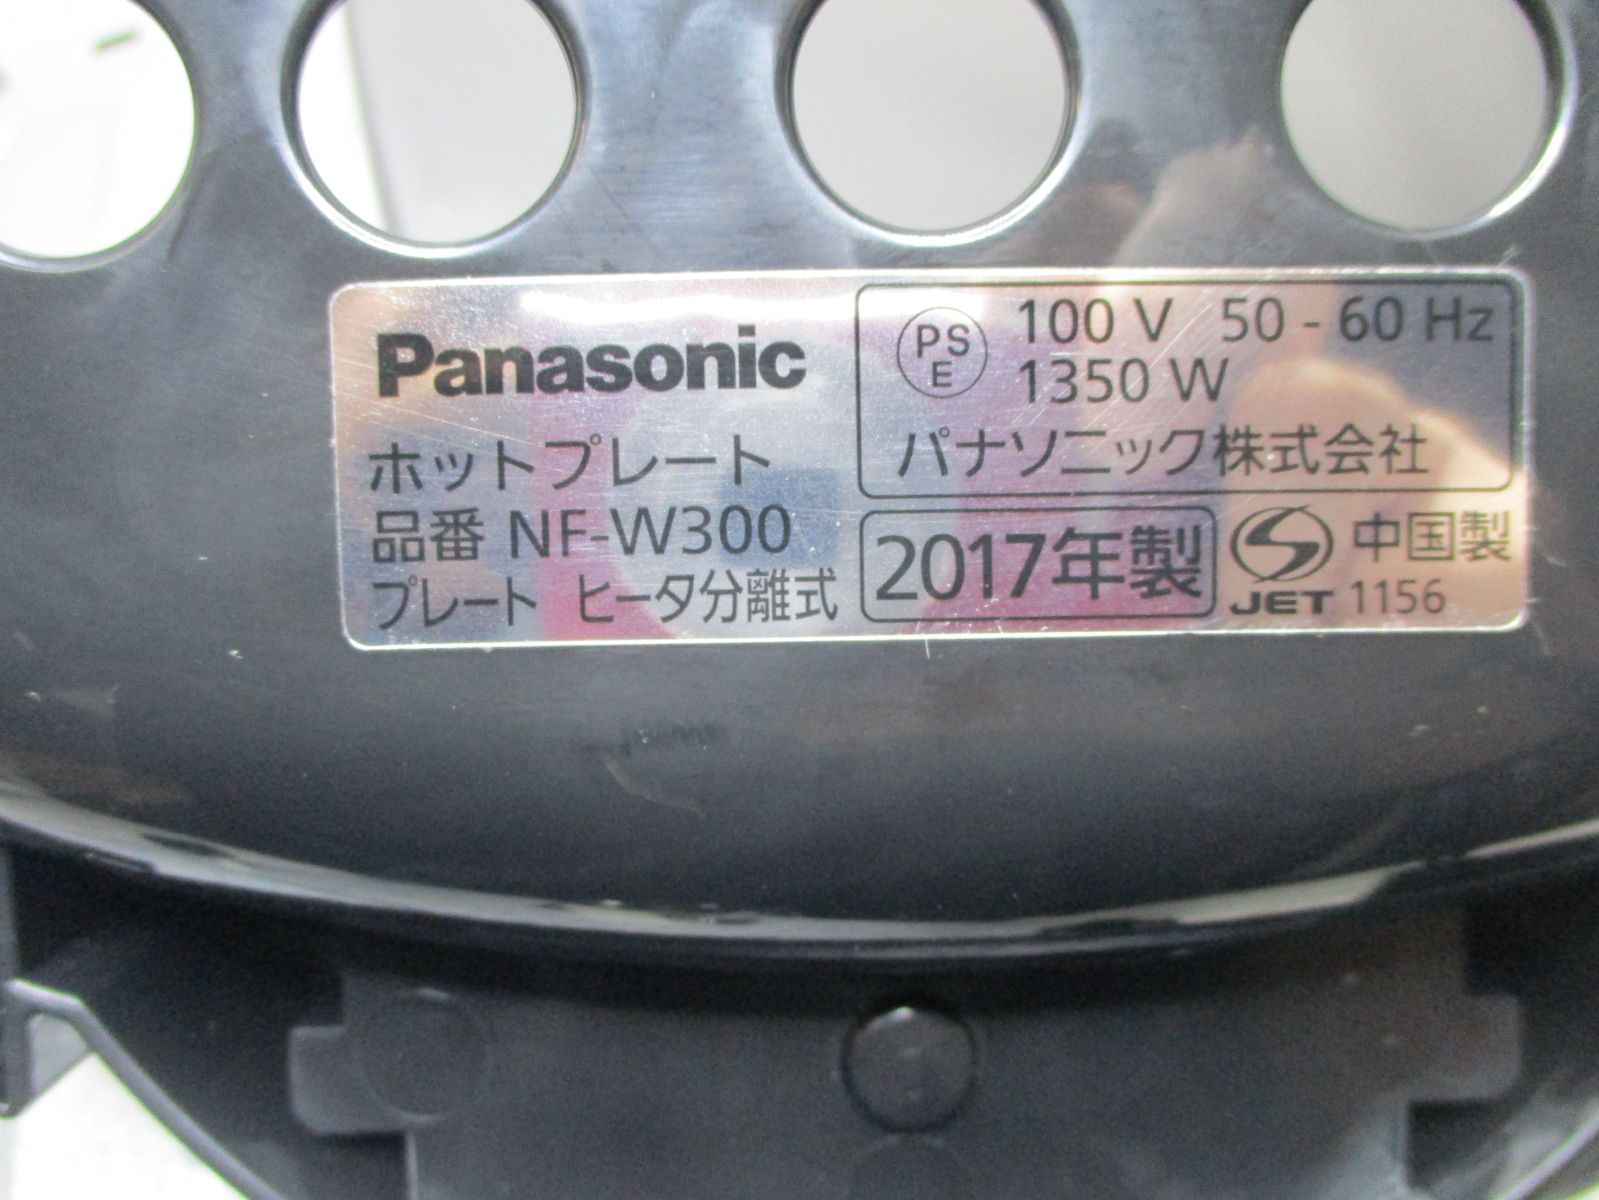 Panasonic
ホットプレート
品番 NF-W300
プレート ヒータ分離式
PS E
100 V 50 - 60 Hz
1350 W
パナソニック株式会社
2017年製
JET
中国製
1156